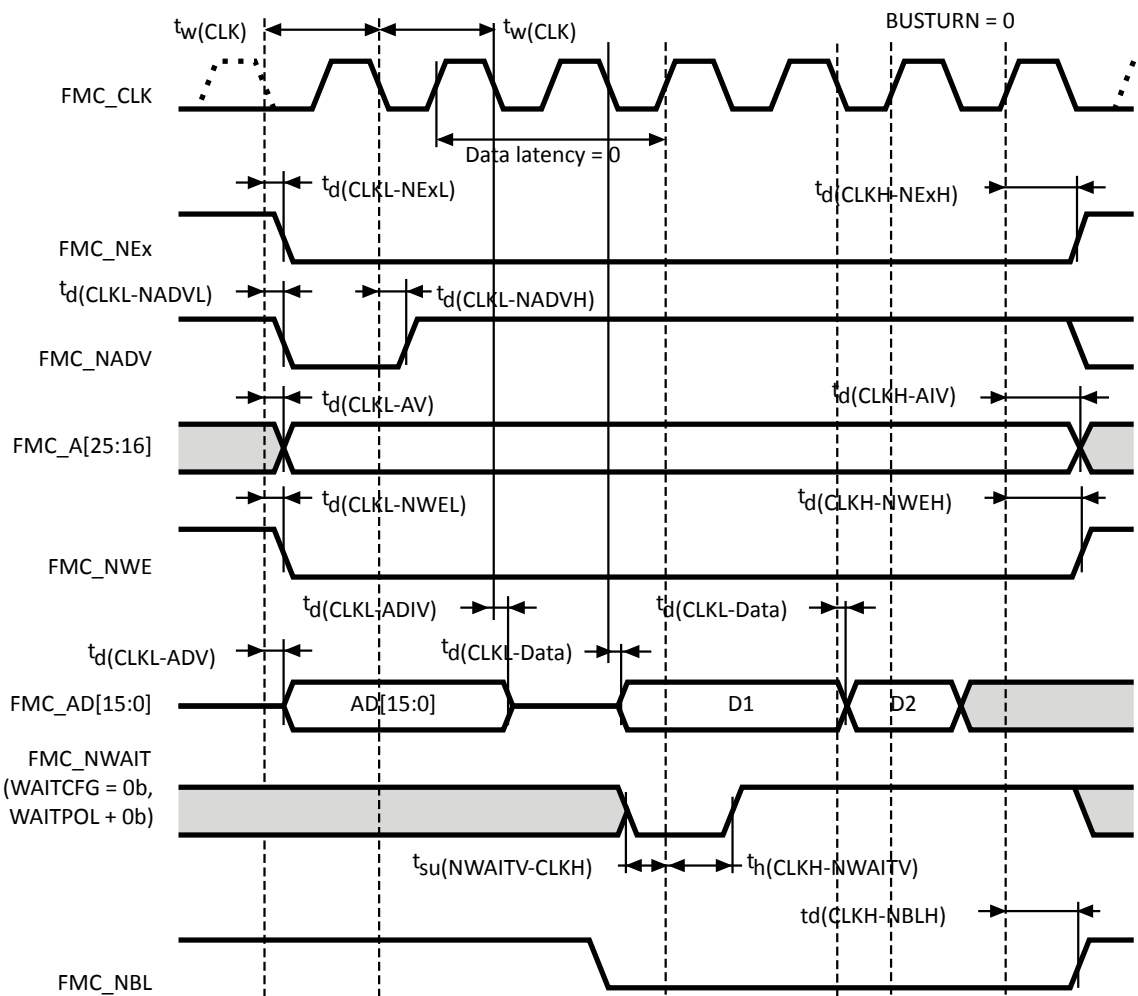 tw(CLK) tw(CLK) BUSTURN = 0
FMC_CLK
Data latency = 0
td(CLKL-NExL) td(CLKH-NExH)
FMC_NEx
td(CLKL-NADVL) td(CLKL-NADVH)
FMC_NADV
td(CLKL-AV) td(CLKH-AIV)
FMC_A[25:16]
td(CLKL-NWEL) td(CLKH-NWEH)
FMC_NWE
td(CLKL-ADIV) td(CLKL-Data)
td(CLKL-ADV) td(CLKL-Data)
FMC_AD[15:0] AD[15:0] D1 D2
FMC_NWAIT
(WAITCFG = 0b,
WAITPOL + 0b)
tsu(NWAITV-CLKH) th(CLKH-NWAITV)
td(CLKH-NBLH)
FMC_NBL